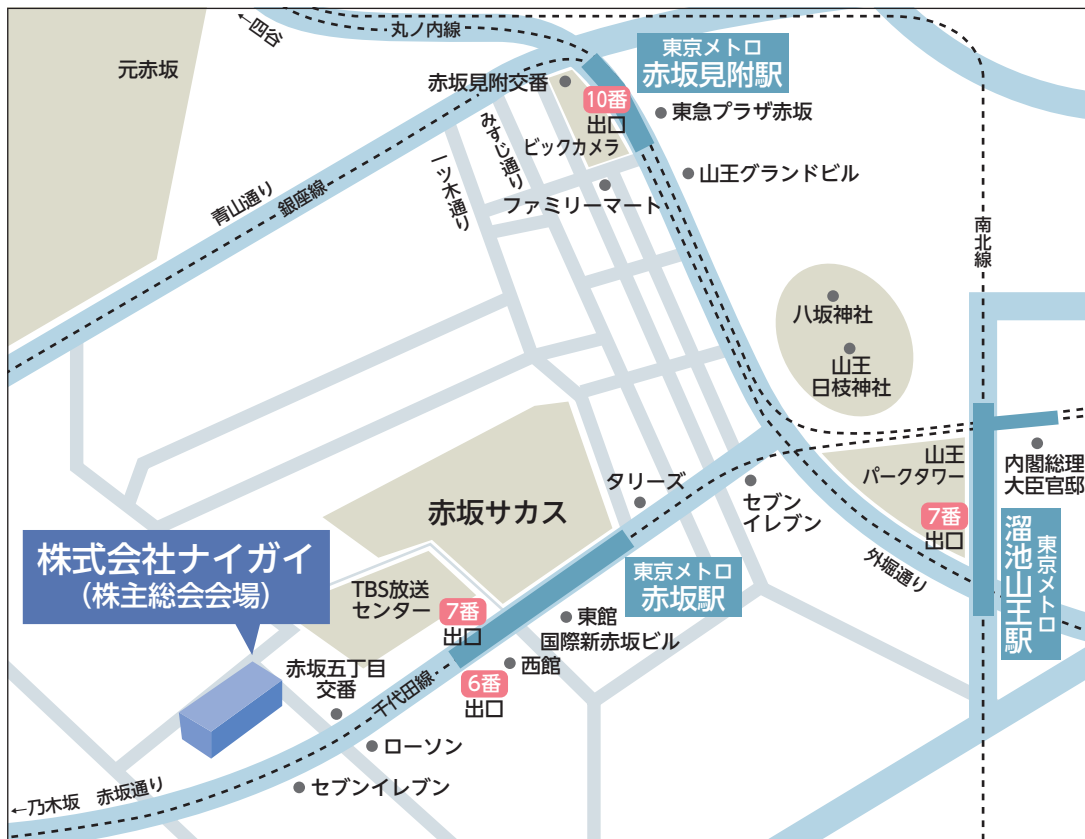 ←四谷
丸ノ内線
東京メトロ
赤坂見附駅
元赤坂
赤坂見附交番
10番
出口
東急プラザ赤坂
ビックカメラ
みすじ通り
一ツ木通り
山王グランドビル
ファミリーマート
青山通り
銀座線
南北線
八坂神社
山王
日枝神社
山王
パークタワー
内閣総理
大臣官邸
7番
出口
東京メトロ
溜池山王駅
外堀通り
タリーズ
セブン
イレブン
赤坂サカス
株式会社ナイガイ
(株主総会会場)
TBS放送
センター
7番
出口
東京メトロ
赤坂駅
東館
国際新赤坂ビル
西館
6番
出口
赤坂五丁目
交番
千代田線
ローソン
セブンイレブン
←乃木坂 赤坂通り